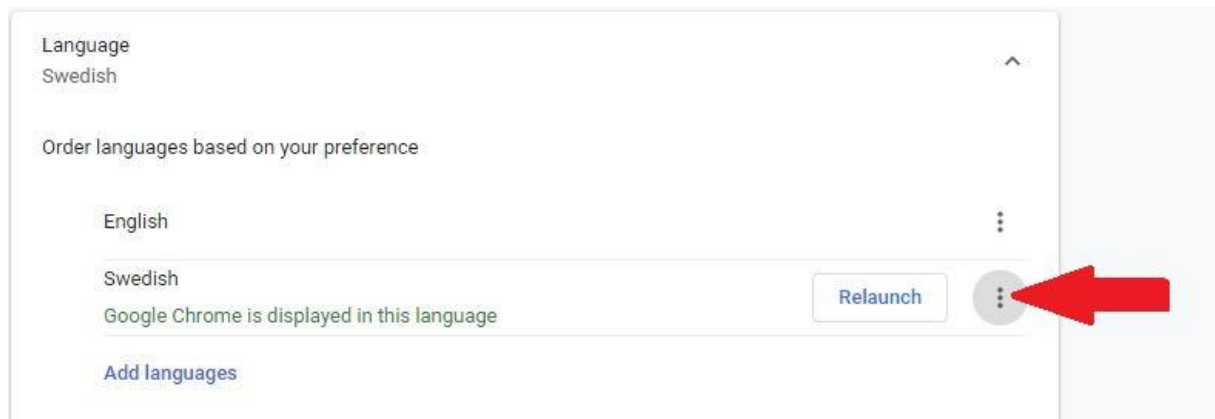 Language
Swedish
Order languages based on your preference
English
Swedish
Relaunch
Google Chrome is displayed in this language
Add languages